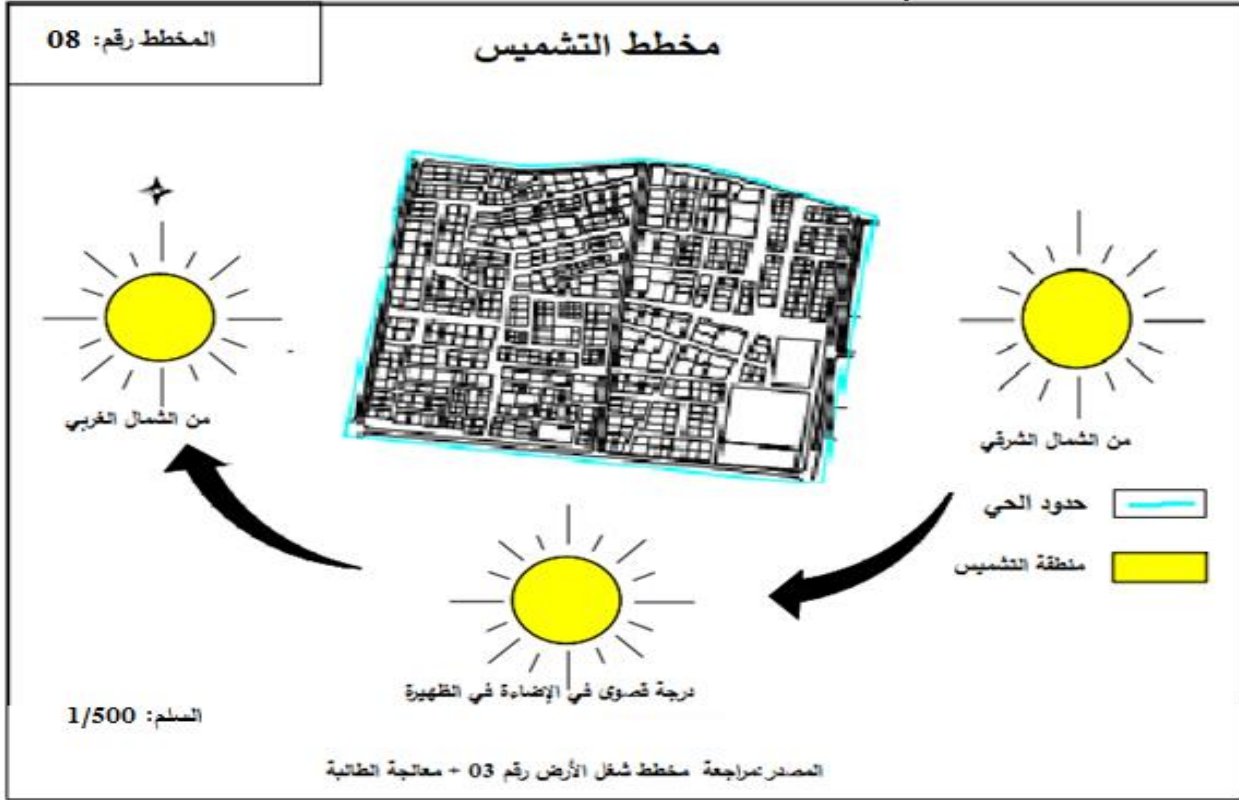 المخطط رقم: 08
مخطط التشميس
من الشمال الغربي
من الشمال الشرقي
حدود الحي
منطقة التشميس
درجة قصوى في الإضاءة في الظهيرة
السلم: 1/500
المصدر:مراجعة مخطط شغل الأرض رقم 03 + معالجة الطالبة